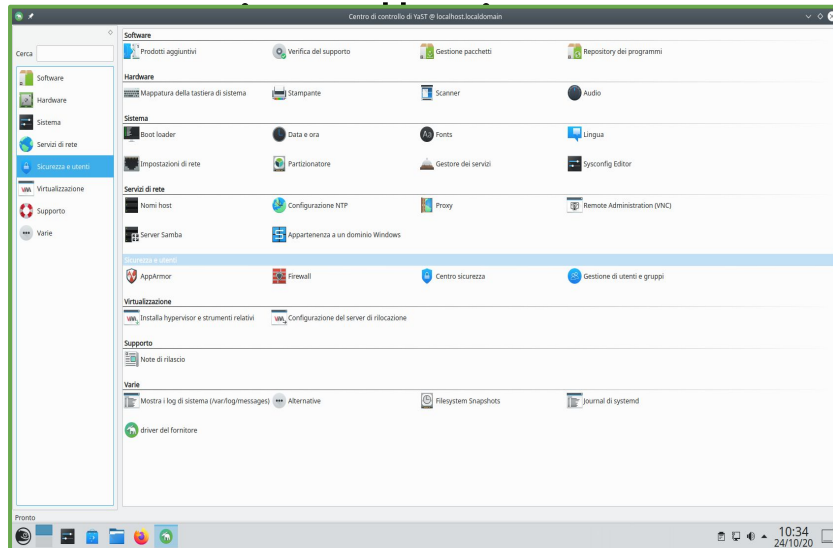 Centro di controllo di YaST @ localhost.localdomain
Cerca
Software
Hardware
Sistema
Servizi di rete
Sicurezza e utenti
Virtualizzazione
Supporto
Varie
Software
Prodotti aggiuntivi
Verifica del supporto
Gestione pacchetti
Repository dei programmi
Hardware
Mappatura della tastiera di sistema
Stampante
Scanner
Audio
Sistema
Boot loader
Data e ora
Aa Fonts
Lingua
Impostazioni di rete
Partizionatore
Gestore dei servizi
Sysconfig Editor
Servizi di rete
Nomi host
Configurazione NTP
Proxy
Remote Administration (VNC)
Server Samba
Appartenenza a un dominio Windows
Sicurezza e utenti
AppArmor
Firewall
Centro sicurezza
Gestione di utenti e gruppi
Virtualizzazione
Installa hypervisor e strumenti relativi
Configurazione del server di rilocazione
Supporto
Note di rilascio
Varie
Mostra i log di sistema (/var/log/messages)
Alternative
Filesystem Snapshots
Journal di systemd
driver del fornitore
Pronto
10:34
24/10/20